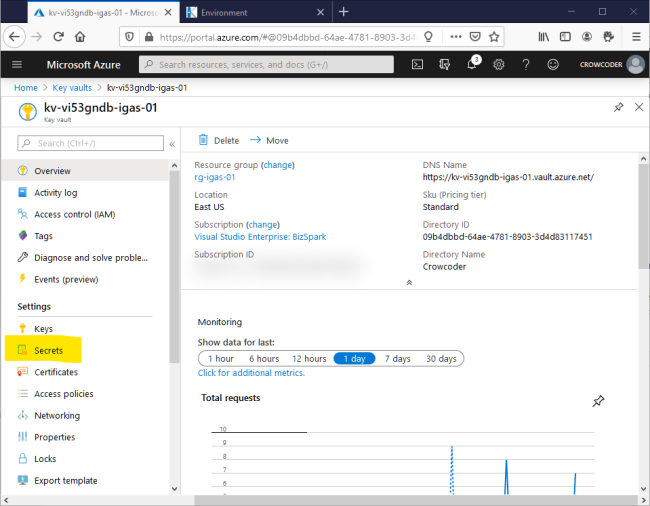 kv-vi53gndb-igas-01 - Microso
Environment
https://portal.azure.com/#@09b4dbbd-64ae-4781-8903-3d4
Microsoft Azure
Search resources, services, and docs (G+/)
3
CROWCODER
Home > Key vaults > kv-vi53gndb-igas-01
kv-vi53gndb-igas-01
Key vault
Search (Ctrl+/)
Overview
Activity log
Access control (IAM)
Tags
Diagnose and solve proble...
Events (preview)
Settings
Keys
Secrets
Certificates
Access policies
Networking
Properties
Locks
Export template
Delete
Move
Resource group (change)
rg-igas-01
Location
East US
Subscription (change)
Visual Studio Enterprise: BizSpark
Subscription ID
DNS Name
https://kv-vi53gndb-igas-01.vault.azure.net/
Sku (Pricing tier)
Standard
Directory ID
09b4dbbd-64ae-4781-8903-3d4d83117451
Directory Name
Crowcoder
Monitoring
Show data for last:
1 hour 6 hours 12 hours 1 day 7 days 30 days
Click for additional metrics.
Total requests
10
9
8
7
6